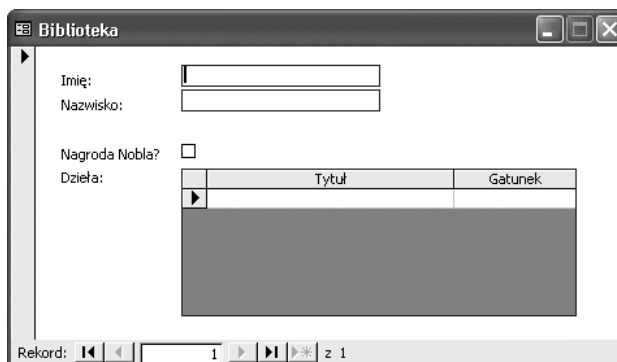 Biblioteka
Imię:
Nazwisko:
Nagroda Nobla?
Dzieła:
Tytuł Gatunek
Rekord: 1 z 1